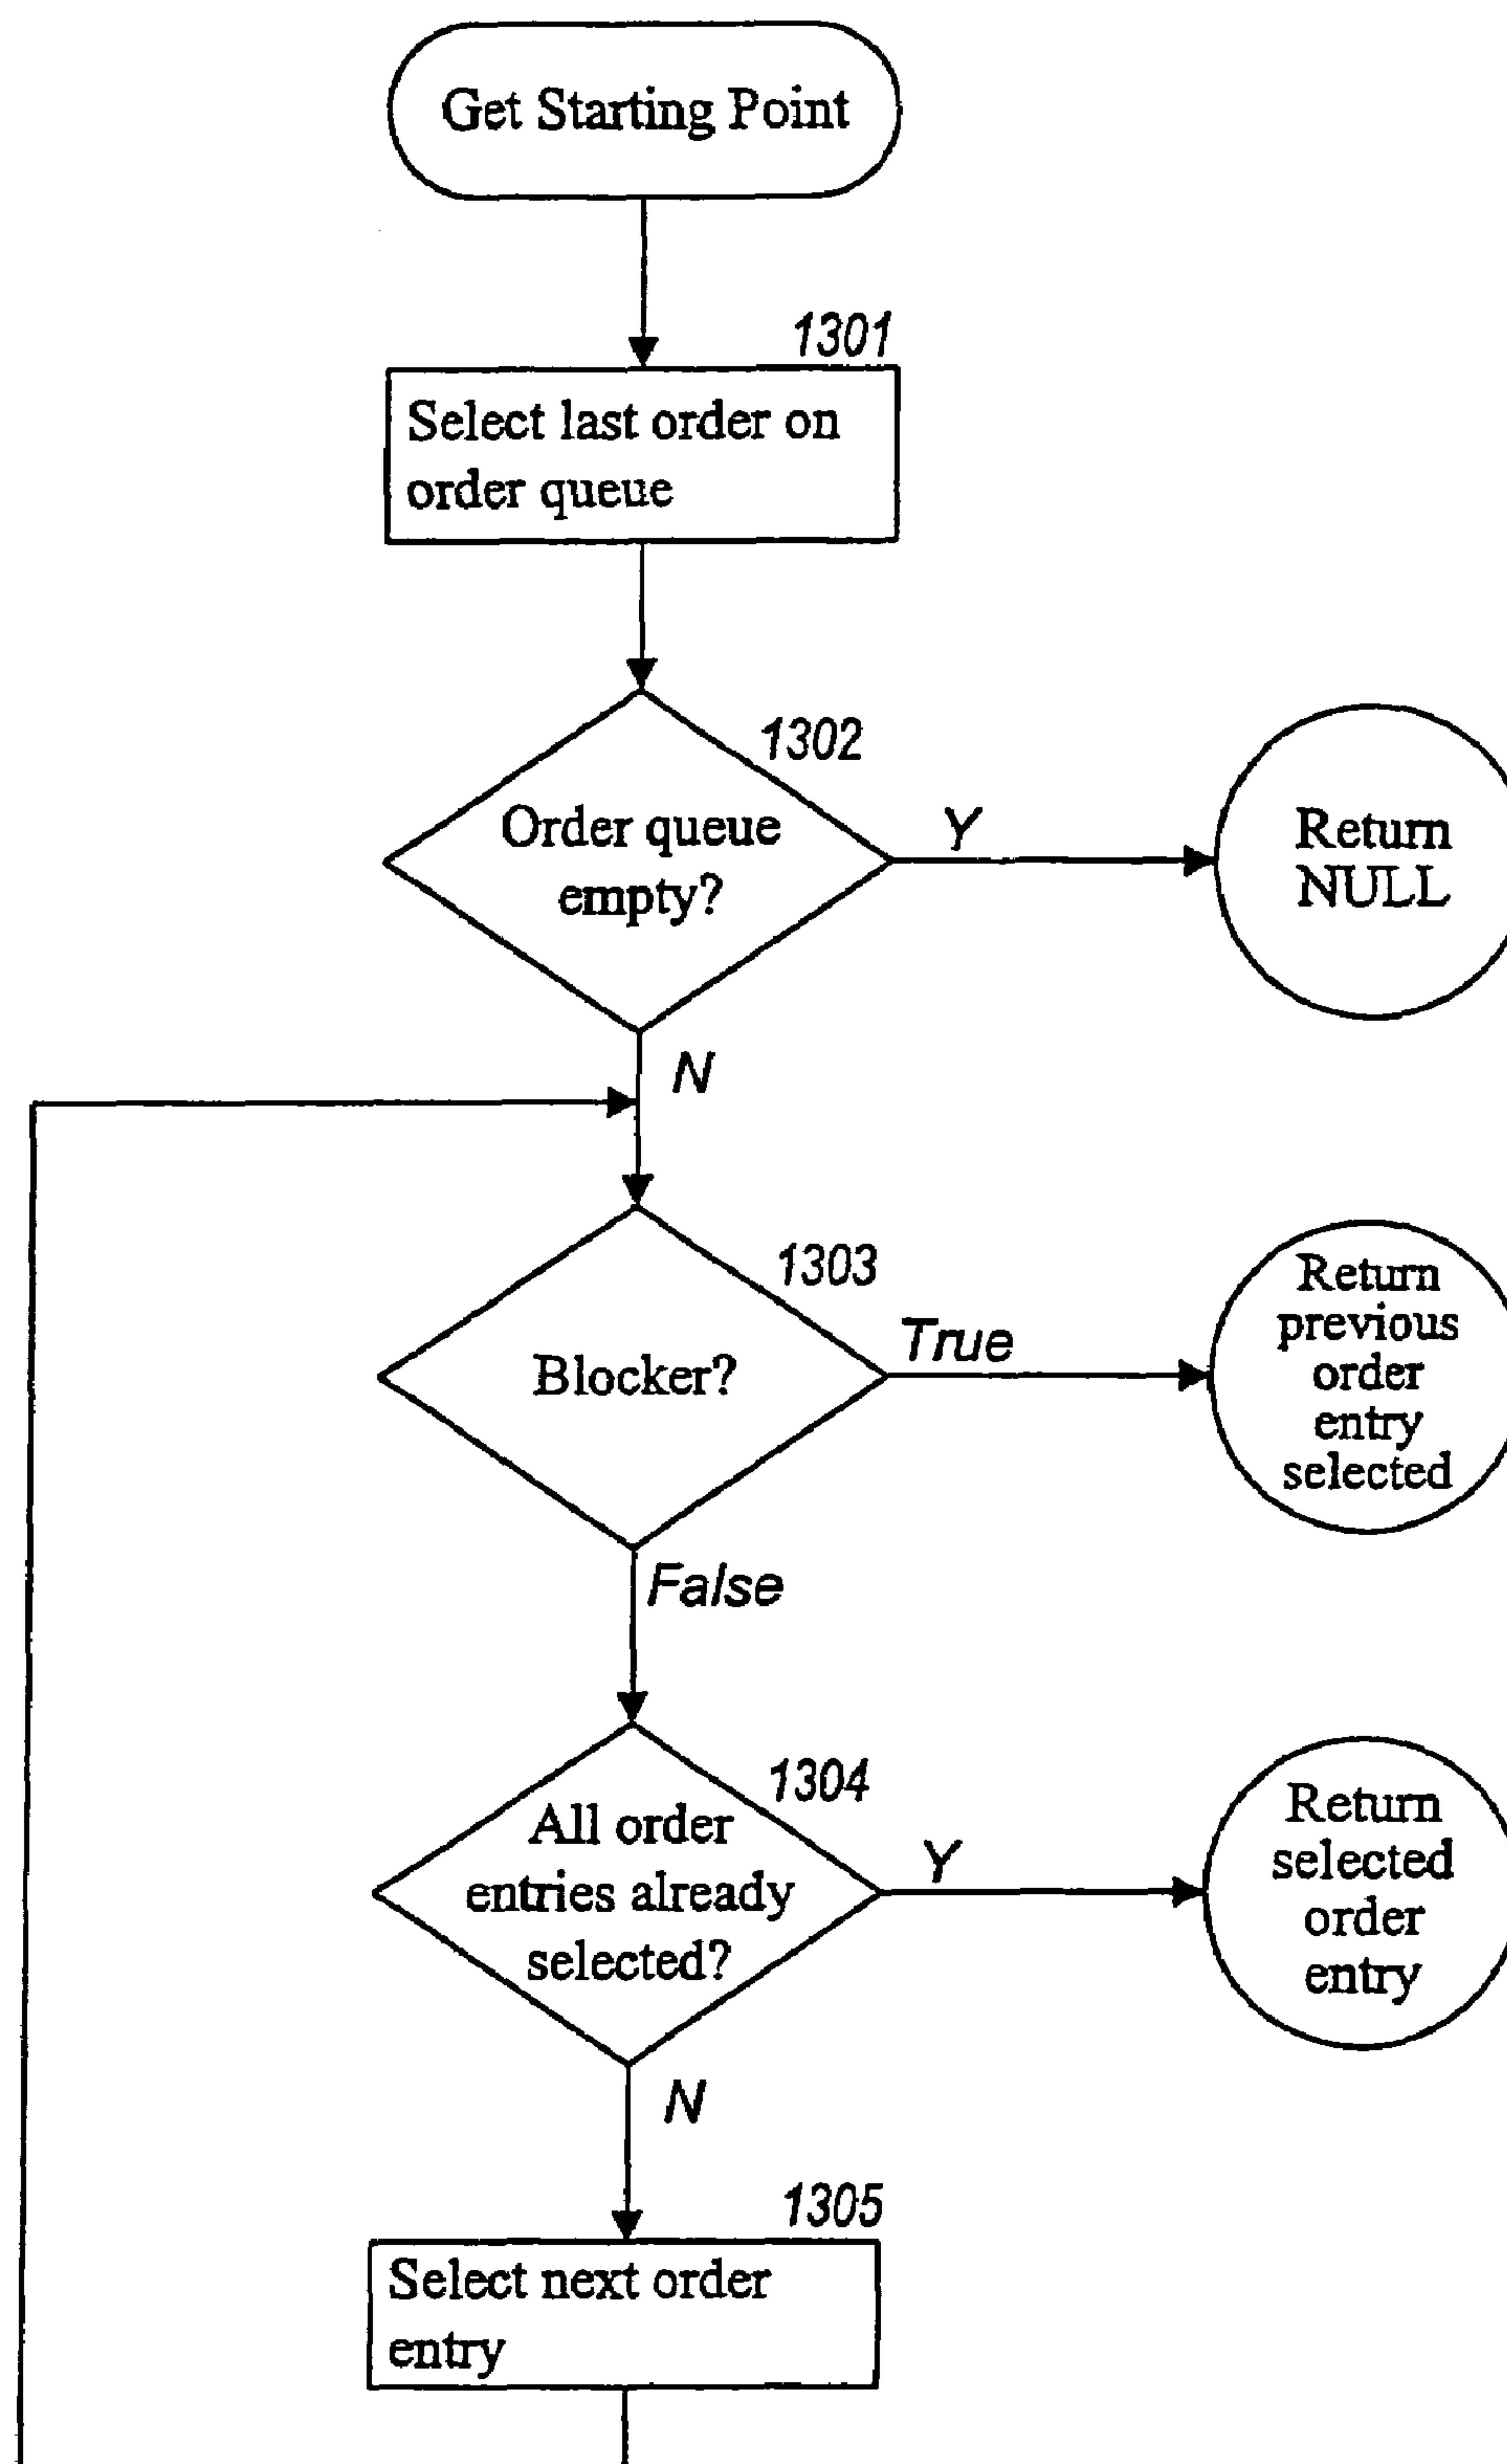 Get Starting Point
1301
Select last order on
order queue
1302
Order queue
empty?
Y
Return
NULL
N
1303
Blocker?
True
Return
previous
order
entry
selected
False
1304
All order
entries already
selected?
Y
Return
selected
order
entry
N
1305
Select next order
entry